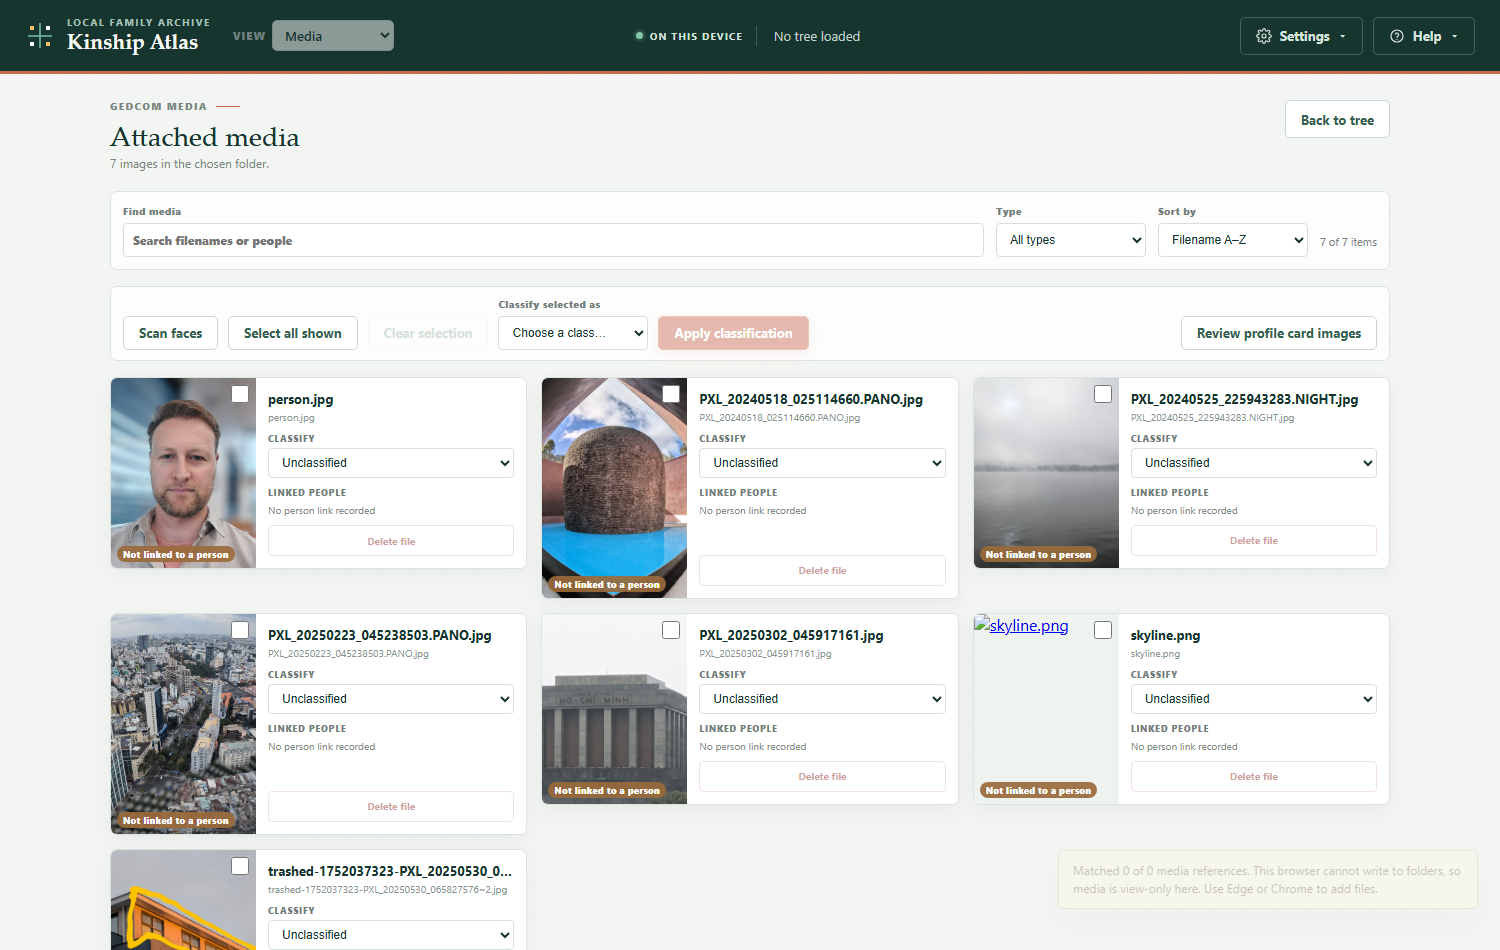 LOCAL FAMILY ARCHIVE
Kinship Atlas
VIEW
Media
ON THIS DEVICE
No tree loaded
Settings
Help
GEDCOM MEDIA
Attached media
7 images in the chosen folder.
Back to tree
Find media
Search filenames or people
Type
All types
Sort by
Filename A–Z
7 of 7 items
Scan faces
Select all shown
Clear selection
Classify selected as
Choose a class...
Apply classification
Review profile card images
person.jpg
person.jpg
CLASSIFY
Unclassified
LINKED PEOPLE
No person link recorded
Delete file
Not linked to a person
PXL_20240518_025114660.PANO.jpg
PXL_20240518_025114660.PANO.jpg
CLASSIFY
Unclassified
LINKED PEOPLE
No person link recorded
Delete file
Not linked to a person
PXL_20240525_225943283.NIGHT.jpg
PXL_20240525_225943283.NIGHT.jpg
CLASSIFY
Unclassified
LINKED PEOPLE
No person link recorded
Delete file
Not linked to a person
PXL_20250223_045238503.PANO.jpg
PXL_20250223_045238503.PANO.jpg
CLASSIFY
Unclassified
LINKED PEOPLE
No person link recorded
Delete file
Not linked to a person
PXL_20250302_045917161.jpg
PXL_20250302_045917161.jpg
CLASSIFY
Unclassified
LINKED PEOPLE
No person link recorded
Delete file
HO-CHI-MINH
Not linked to a person
skyline.png
skyline.png
skyline.png
CLASSIFY
Unclassified
LINKED PEOPLE
No person link recorded
Delete file
Not linked to a person
trashed-1752037323-PXL_20250530_0...
trashed-1752037323-PXL_20250530_065827576~2.jpg
CLASSIFY
Unclassified
Matched 0 of 0 media references. This browser cannot write to folders, so
media is view-only here. Use Edge or Chrome to add files.